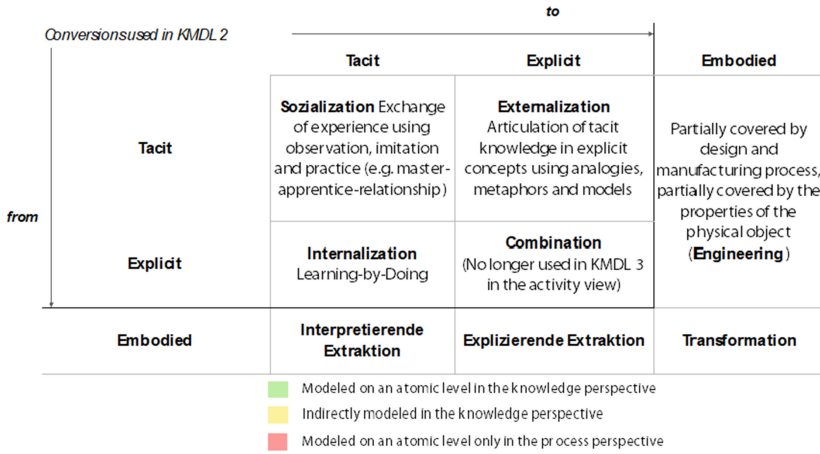 to
Conversionsused in KMDL 2
Tacit
Explicit
Embodied
from
Tacit
Sozialization Exchange
of experience using
observation, imitation
and practice (e.g. master-
apprentice-relationship)
Externalization
Articulation of tacit
knowledge in explicit
concepts using analogies,
metaphors and models
Partially covered by
design and
manufacturing process,
partially covered by the
properties of the
physical object
(Engineering)
Explicit
Internalization
Learning-by-Doing
Combination
(No longer used in KMDL 3
in the activity view)
Embodied
Interpretierende
Extraktion
Explizierende Extraktion
Transformation
Modeled on an atomic level in the knowledge perspective
Indirectly modeled in the knowledge perspective
Modeled on an atomic level only in the process perspective